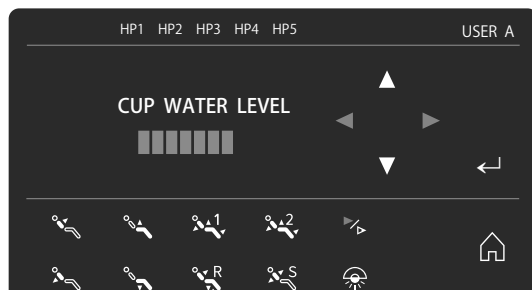 HP1 HP2 HP3 HP4 HP5 USER A
CUP WATER LEVEL
1 2
R S